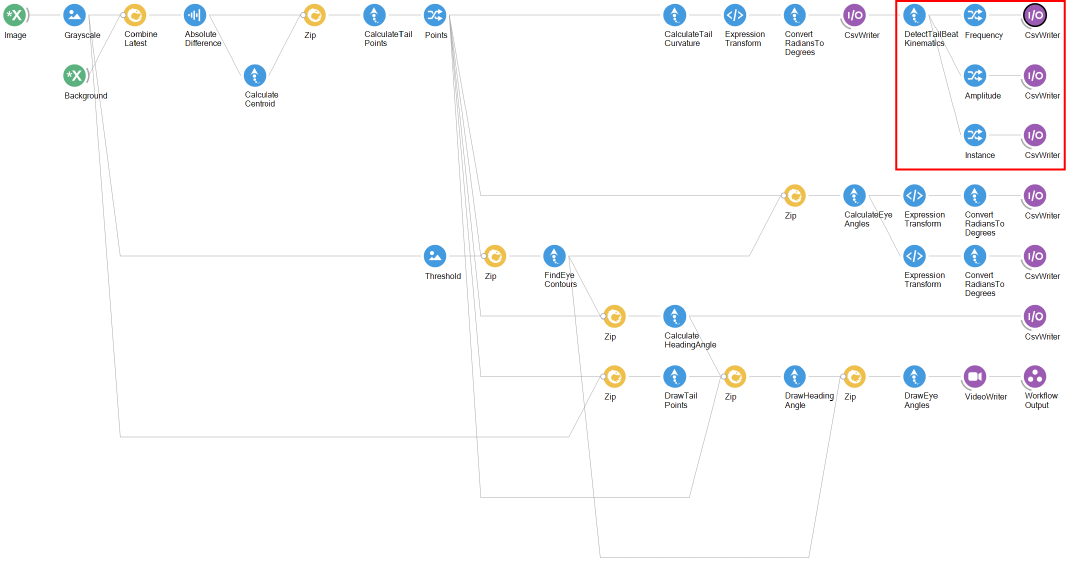 *X
Image
Grayscale
Combine
Latest
Absolute
Difference
Zip
CalculateTail
Points
Points
CalculateTail
Curvature
</>
Expression
Transform
Convert
RadiansTo
Degrees
I/O
CsvWriter
DetectTailBeat
Kinematics
Frequency
I/O
CsvWriter
*X
Background
Calculate
Centroid
Amplitude
I/O
CsvWriter
Instance
I/O
CsvWriter
Zip
CalculateEye
Angles
</>
Expression
Transform
Convert
RadiansTo
Degrees
I/O
CsvWriter
Threshold
Zip
FindEye
Contours
</>
Expression
Transform
Convert
RadiansTo
Degrees
I/O
CsvWriter
Zip
Calculate
HeadingAngle
I/O
CsvWriter
Zip
DrawTail
Points
Zip
DrawHeading
Angle
Zip
DrawEye
Angles
VideoWriter
Workflow
Output